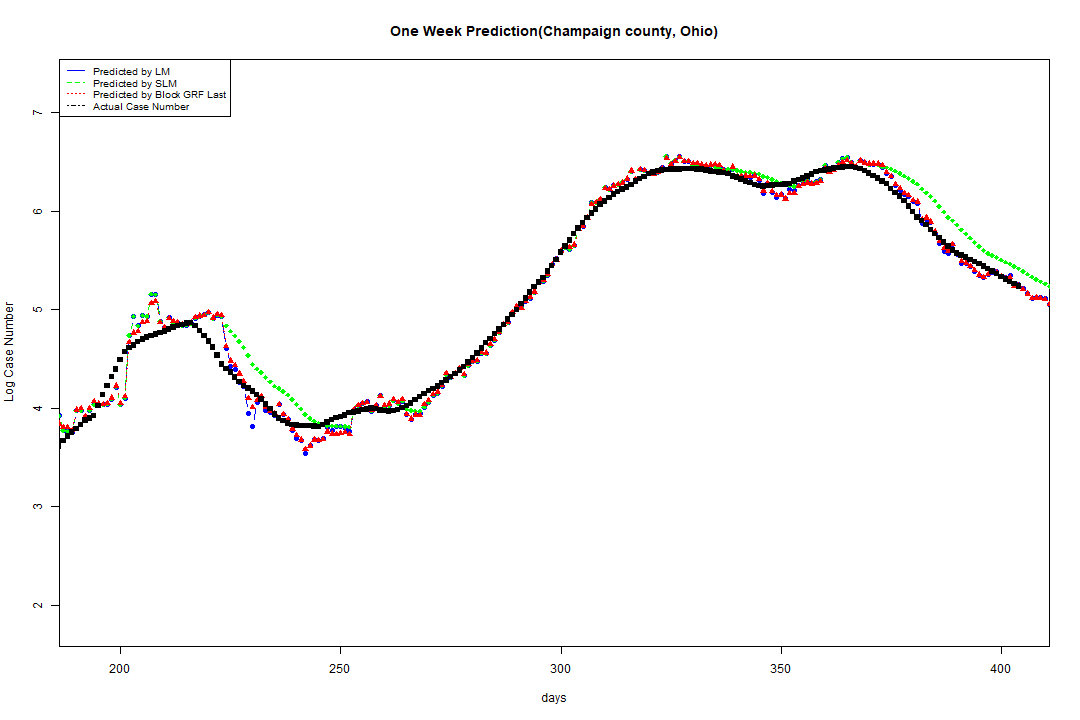 One Week Prediction(Champaign county, Ohio)
Predicted by LM
Predicted by SLM
Predicted by Block GRF Last
Actual Case Number
7
6
5
4
3
2
Log Case Number
200 250 300 350 400
days